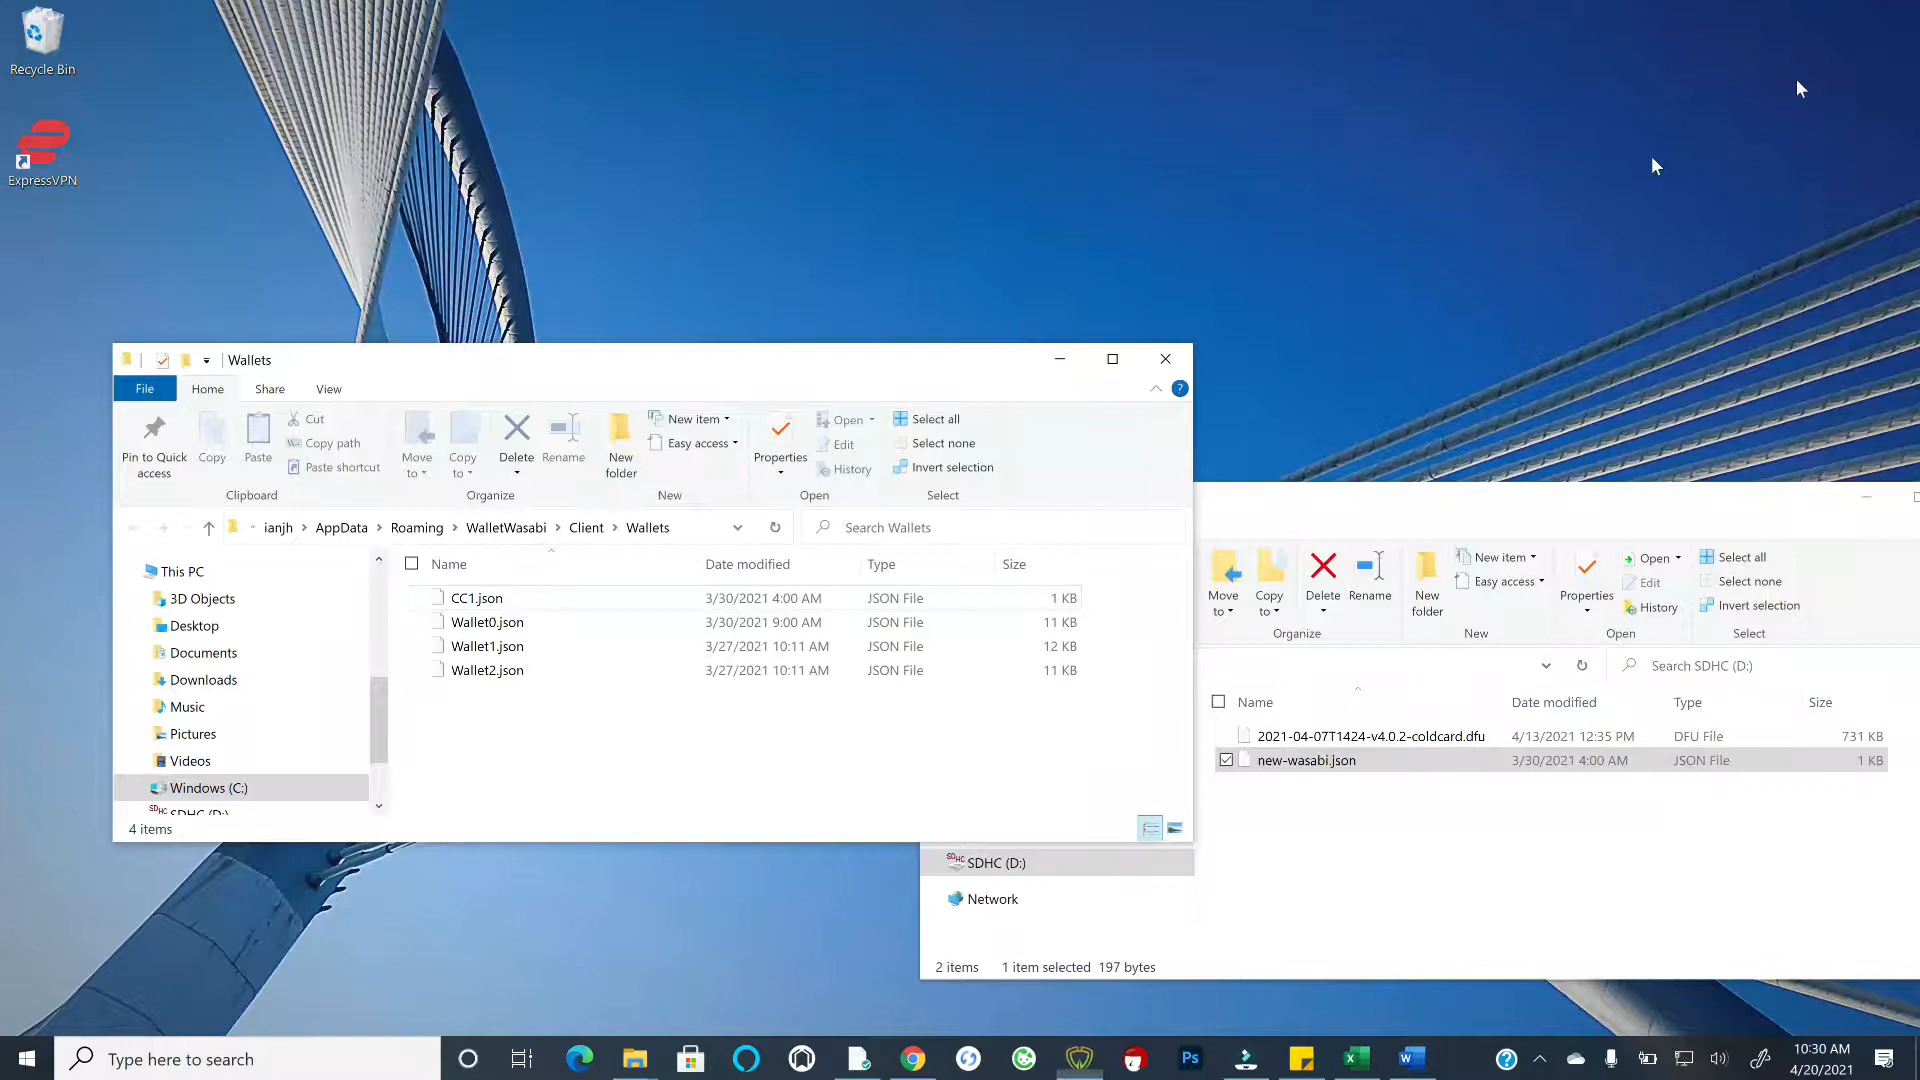 Recycle Bin
ExpressVPN
Wallets
File Home Share View
Pin to Quick access
Copy
Paste
Cut
Copy path
Paste shortcut
Clipboard
Move to
Copy to
Delete
Rename
Organize
New folder
New item
Easy access
New
Properties
Open
Edit
History
Open
Select all
Select none
Invert selection
Select
ianjh > AppData > Roaming > WalletWasabi > Client > Wallets
Search Wallets
This PC
3D Objects
Desktop
Documents
Downloads
Music
Pictures
Videos
Windows (C:)
SDHC (D:)
Name Date modified Type Size
CC1.json 3/30/2021 4:00 AM JSON File 1 KB
Wallet0.json 3/30/2021 9:00 AM JSON File 11 KB
Wallet1.json 3/27/2021 10:11 AM JSON File 12 KB
Wallet2.json 3/27/2021 10:11 AM JSON File 11 KB
4 items
Move to
Copy to
Delete
Rename
Organize
New folder
New item
Easy access
New
Properties
Open
Edit
History
Open
Select all
Select none
Invert selection
Select
Search SDHC (D:)
Name Date modified Type Size
2021-04-07T1424-v4.0.2-coldcard.dfu 4/13/2021 12:35 PM DFU File 731 KB
new-wasabi.json 3/30/2021 4:00 AM JSON File 1 KB
SDHC SDHC (D:)
Network
2 items 1 item selected 197 bytes
Type here to search
Ps
10:30 AM
4/20/2021